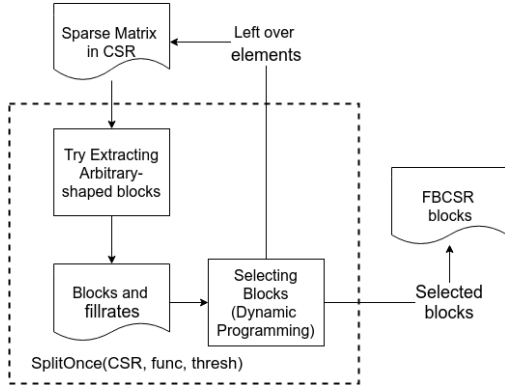 Sparse Matrix
in CSR
Left over
elements
Try Extracting
Arbitrary-
shaped blocks
FBCSR
blocks
Blocks and
fillrates
Selecting
Blocks
(Dynamic
Programming)
Selected
blocks
SplitOnce(CSR, func, thresh)